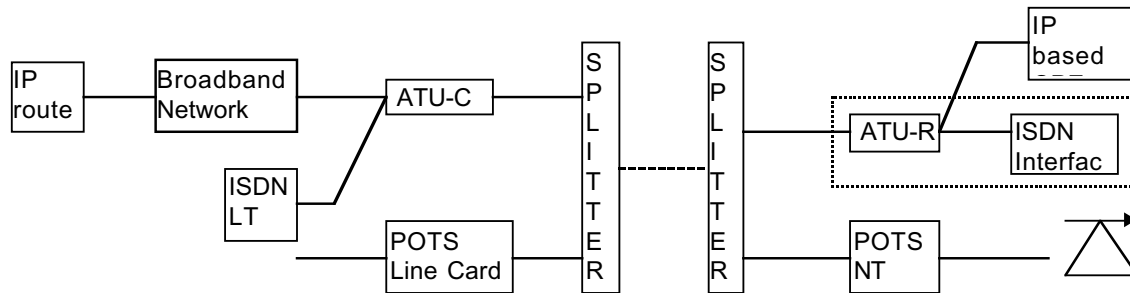 IP
route
Broadband
Network
ATU-C
ISDN
LT
POTS
Line Card
S
P
L
I
T
T
E
R
S
P
L
I
T
T
E
R
IP
based
ATU-R
ISDN
Interfac
POTS
NT